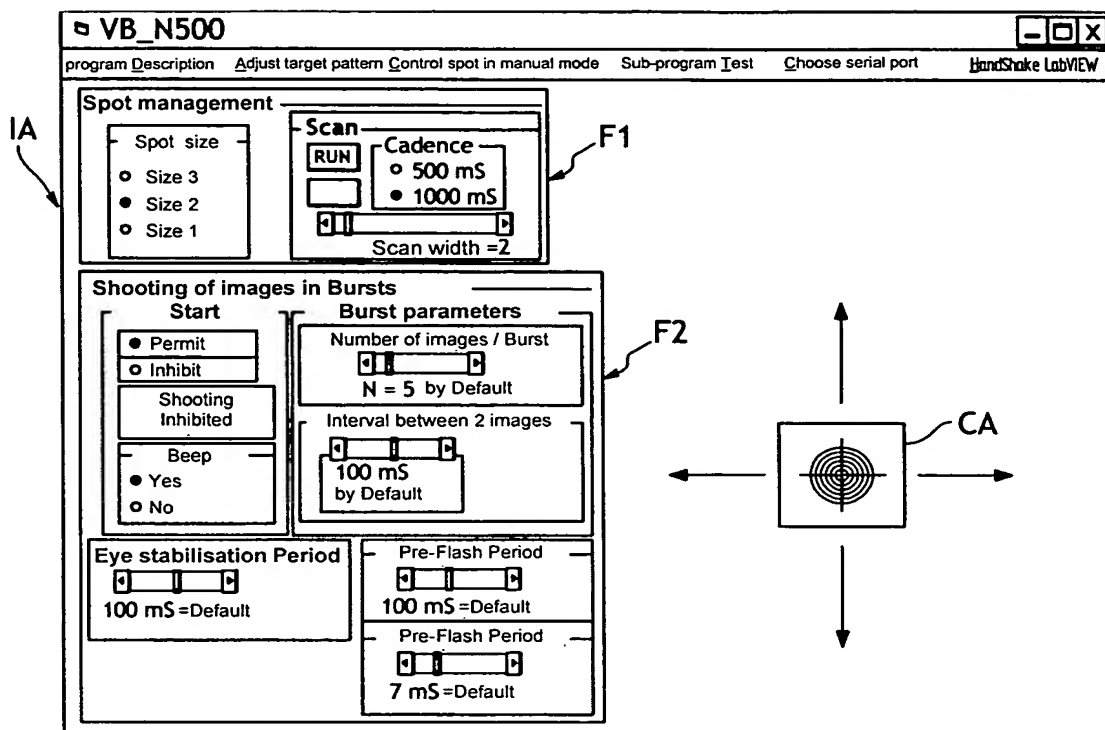 VB_N500
program Description Adjust target pattern Control spot in manual mode Sub-program Test Choose serial port HandShake LabVIEW
IA
Spot management
Spot size
Size 3
Size 2
Size 1
Scan
RUN
Cadence
500 mS
1000 mS
Scan width =2
F1
Shooting of images in Bursts
Start
Permit
Inhibit
Shooting
Inhibited
Beep
Yes
No
Burst parameters
Number of images / Burst
N = 5 by Default
Interval between 2 images
100 mS
by Default
F2
Eye stabilisation Period
100 mS =Default
Pre-Flash Period
100 mS =Default
Pre-Flash Period
7 mS =Default
CA